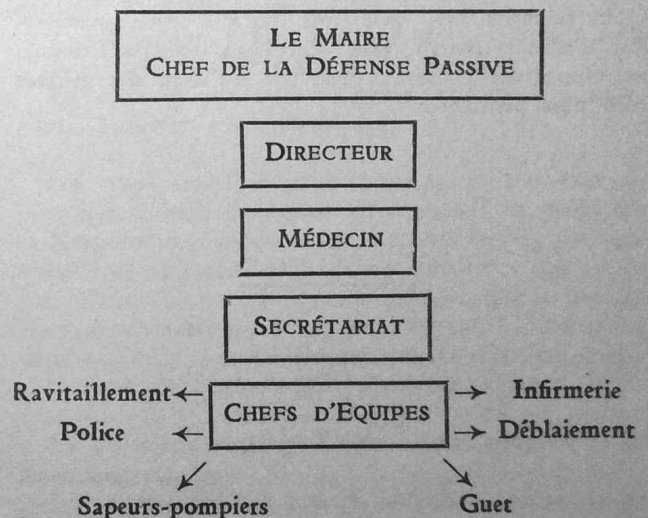 LE MAIRE
CHEF DE LA DÉFENSE PASSIVE
DIRECTEUR
MÉDECIN
SECRÉTARIAT
Ravitaillement
CHEFS D'EQUIPES
Infirmerie
Police
Déblaiement
Sapeurs-pompiers
Guet